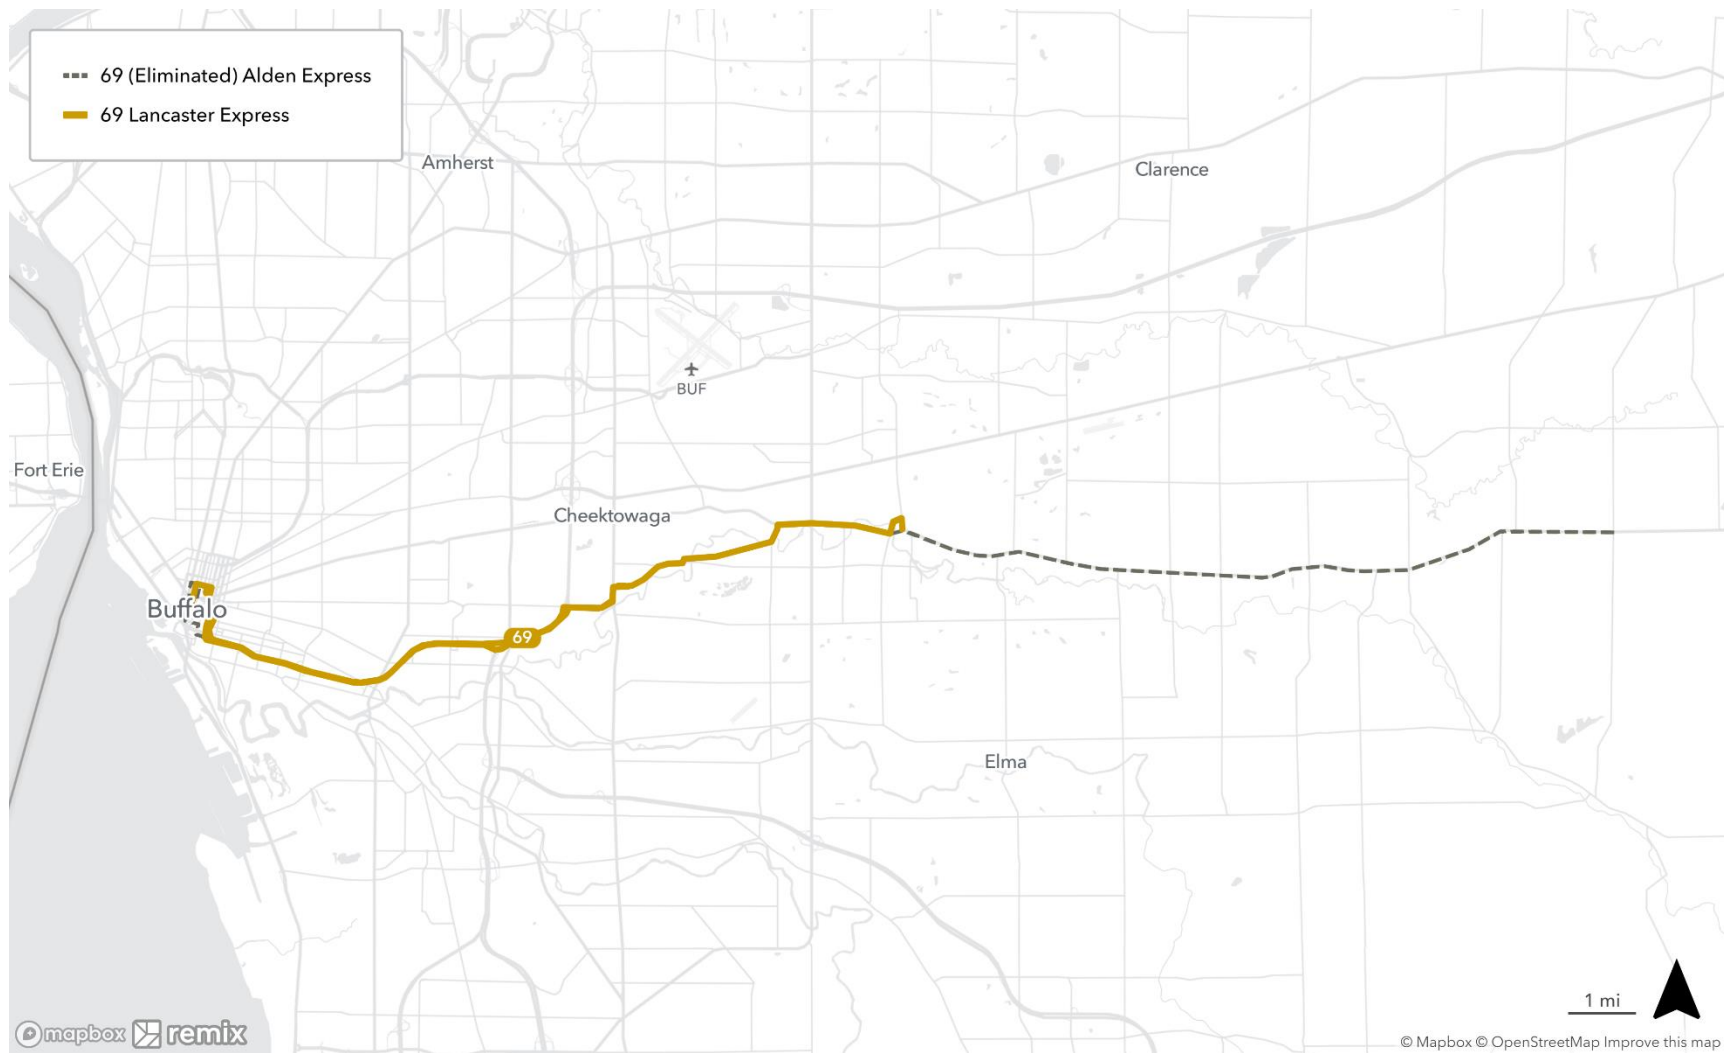 69 (Eliminated) Alden Express
69 Lancaster Express
Amherst
Clarence
BUF
Fort Erie
Cheektowaga
Buffalo
69
Elma
1 mi
mapbox remix
© Mapbox © OpenStreetMap Improve this map